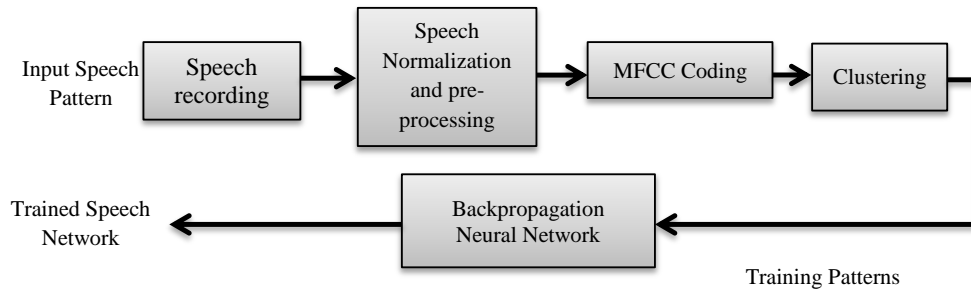 Input Speech
Pattern
Speech
recording
Speech
Normalization
and pre-
processing
MFCC Coding
Clustering
Trained Speech
Network
Backpropagation
Neural Network
Training Patterns